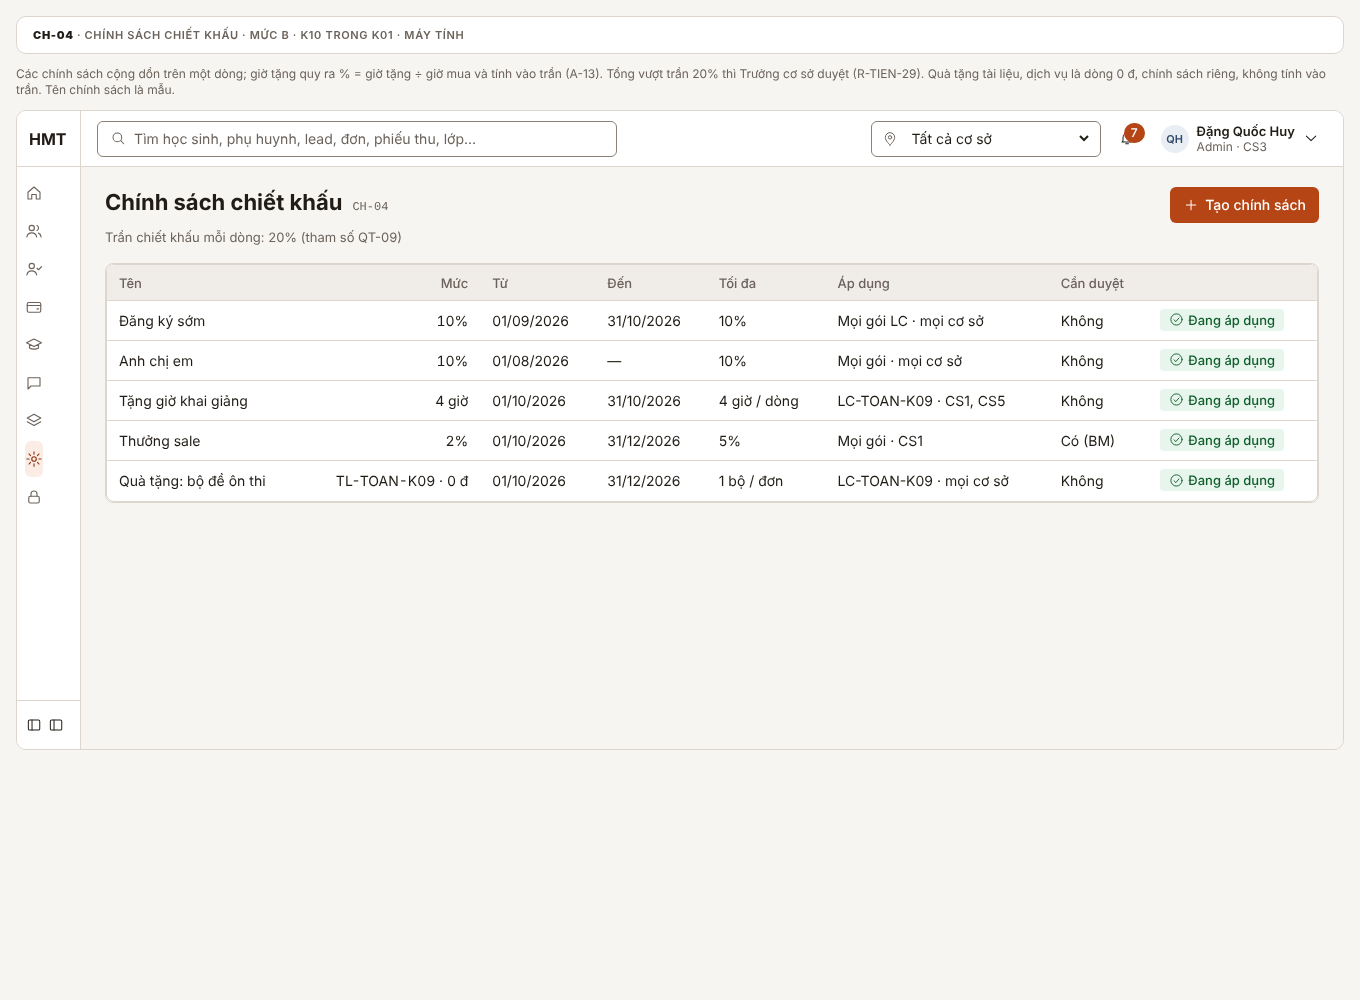 CH-04 · CHÍNH SÁCH CHIẾT KHẤU · MỨC B · K10 TRONG K01 · MÁY TÍNH
Các chính sách cộng dồn trên một dòng; giờ tặng quy ra % = giờ tặng ÷ giờ mua và tính vào trần (A-13). Tổng vượt trần 20% thì Trưởng cơ sở duyệt (R-TIEN-29). Quà tặng tài liệu, dịch vụ là dòng 0 đ, chính sách riêng, không tính vào
trần. Tên chính sách là mẫu.
HMT
Tìm học sinh, phụ huynh, lead, đơn, phiếu thu, lớp...
Tất cả cơ sở
7
QH
Đặng Quốc Huy
Admin · CS3
Chính sách chiết khấu CH-04
Tạo chính sách
Trần chiết khấu mỗi dòng: 20% (tham số QT-09)
Tên Mức Từ Đến Tối đa Áp dụng Cần duyệt
Đăng ký sớm 10% 01/09/2026 31/10/2026 10% Mọi gói LC · mọi cơ sở Không Đang áp dụng
Anh chị em 10% 01/08/2026 — 10% Mọi gói · mọi cơ sở Không Đang áp dụng
Tặng giờ khai giảng 4 giờ 01/10/2026 31/10/2026 4 giờ / dòng LC-TOAN-K09 · CS1, CS5 Không Đang áp dụng
Thưởng sale 2% 01/10/2026 31/12/2026 5% Mọi gói · CS1 Có (BM) Đang áp dụng
Quà tặng: bộ đề ôn thi TL-TOAN-K09 · 0 đ 01/10/2026 31/12/2026 1 bộ / đơn LC-TOAN-K09 · mọi cơ sở Không Đang áp dụng